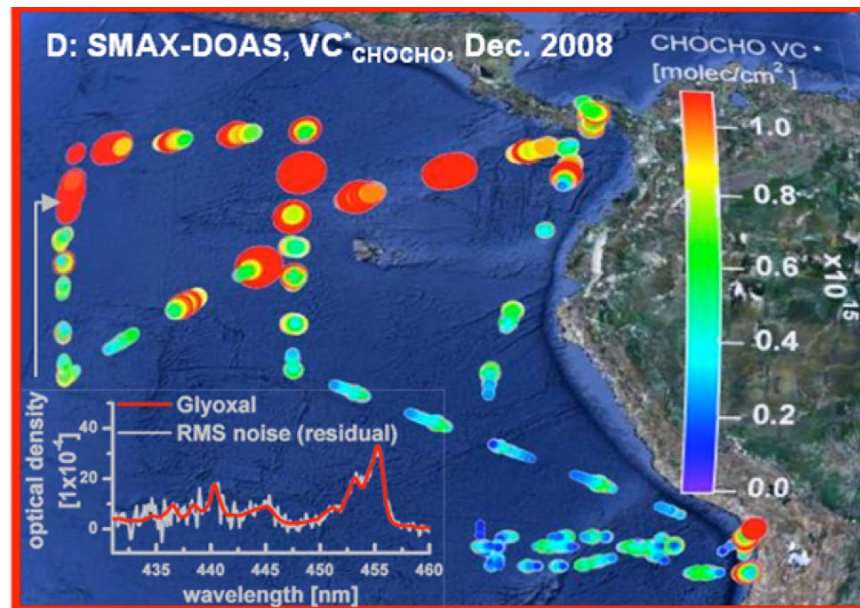 D: SMAX-DOAS, VC*CHOCHO, Dec. 2008
CHOCHO VC *
[molec/cm2]
1.0
0.8
0.6
0.4
0.2
0.0
x10 15
Glyoxal
RMS noise (residual)
optical density
[1x10-4]
40
20
0
435 440 445 450 455 460
wavelength [nm]